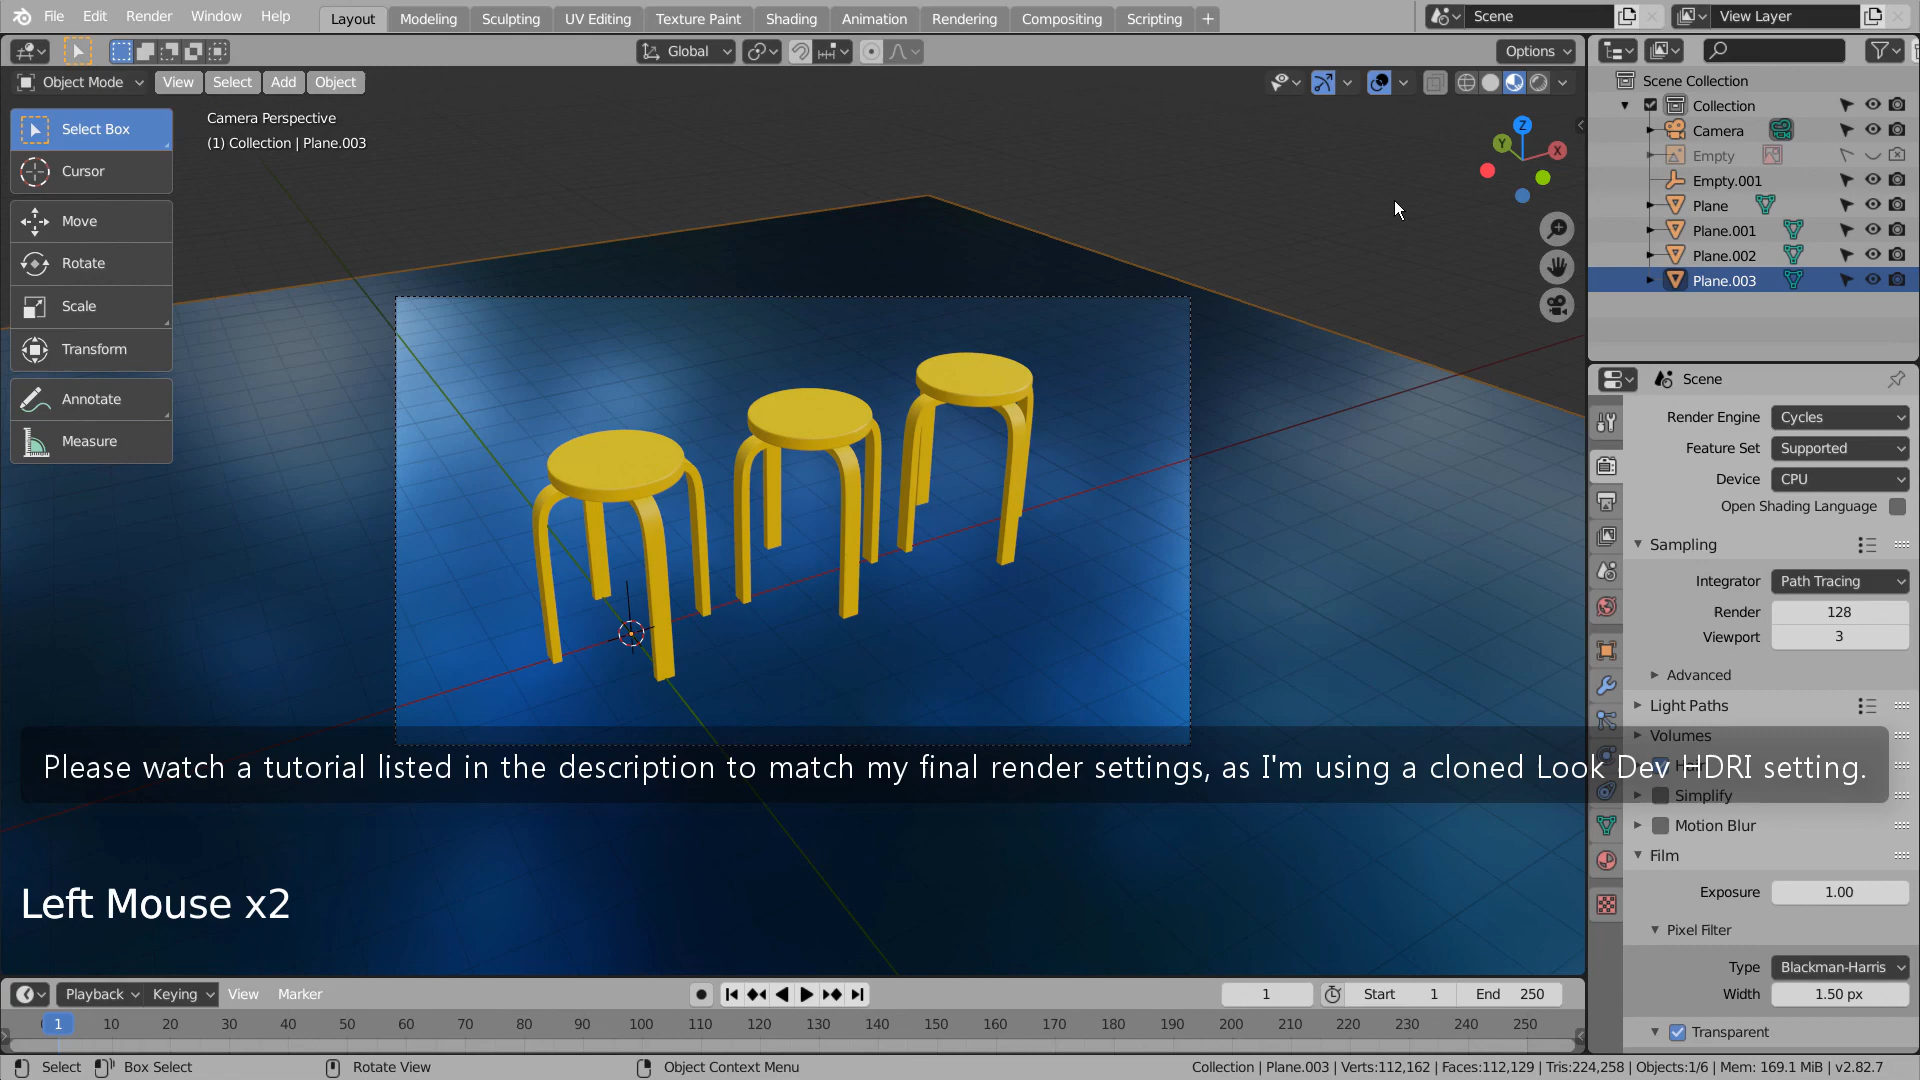 File Edit Render Window Help Layout Modeling Sculpting UV Editing Texture Paint Shading Animation Rendering Compositing Scripting + Scene View Layer
Global Options
Object Mode View Select Add Object
Scene Collection
Collection
Camera
Empty
Empty.001
Plane
Plane.001
Plane.002
Plane.003
Select Box
Cursor
Move
Rotate
Scale
Transform
Annotate
Measure
Camera Perspective
(1) Collection | Plane.003
Z
Y
X
Scene
Render Engine Cycles
Feature Set Supported
Device CPU
Open Shading Language
Sampling
Integrator Path Tracing
Render 128
Viewport 3
Advanced
Light Paths
Volumes
Simplify
Motion Blur
Film
Exposure 1.00
Pixel Filter
Type Blackman-Harris
Width 1.50 px
Transparent
Please watch a tutorial listed in the description to match my final render settings, as I'm using a cloned Look Dev HDRI setting.
Left Mouse x2
Playback Keying View Marker 1 Start 1 End 250
1 10 20 30 40 50 60 70 80 90 100 110 120 130 140 150 160 170 180 190 200 210 220 230 240 250
Select Box Select Rotate View Object Context Menu Collection | Plane.003 | Verts:112,162 | Faces:112,129 | Tris:224,258 | Objects:1/6 | Mem: 169.1 MiB | v2.82.7